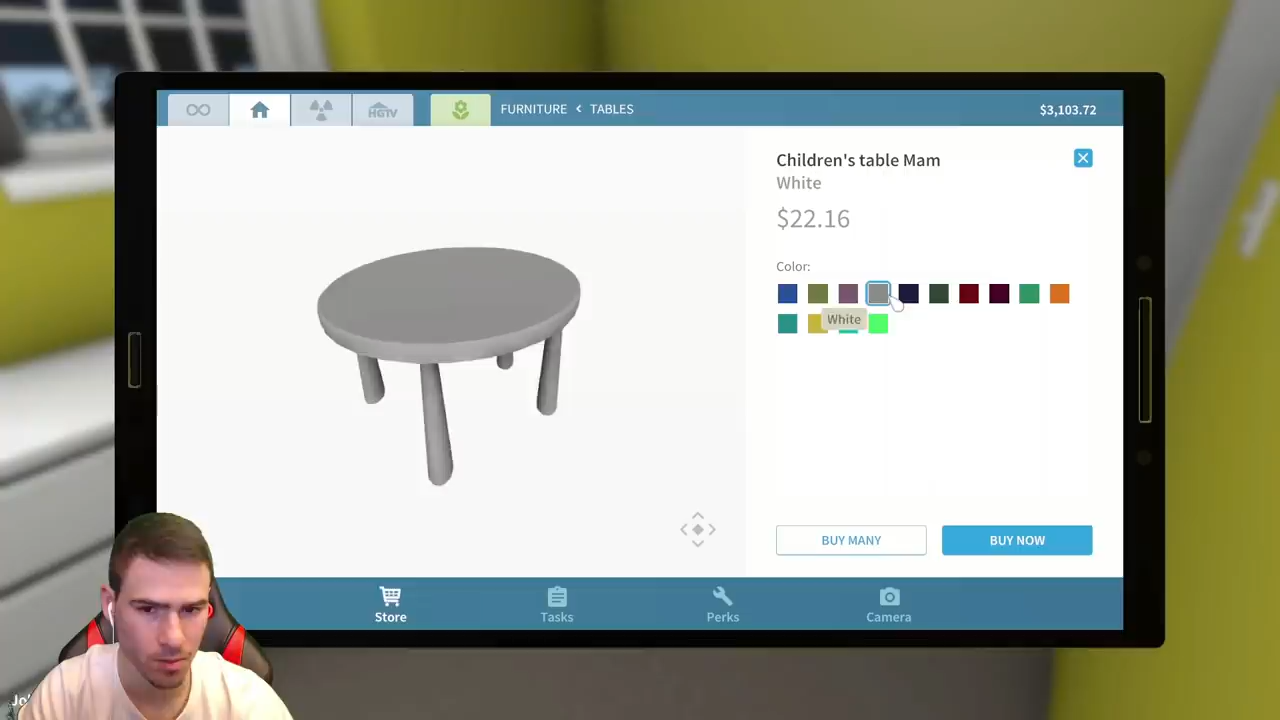 HGTV
FURNITURE < TABLES
$3,103.72
Children's table Mam
White
$22.16
Color:
White
BUY MANY
BUY NOW
Store
Tasks
Perks
Camera